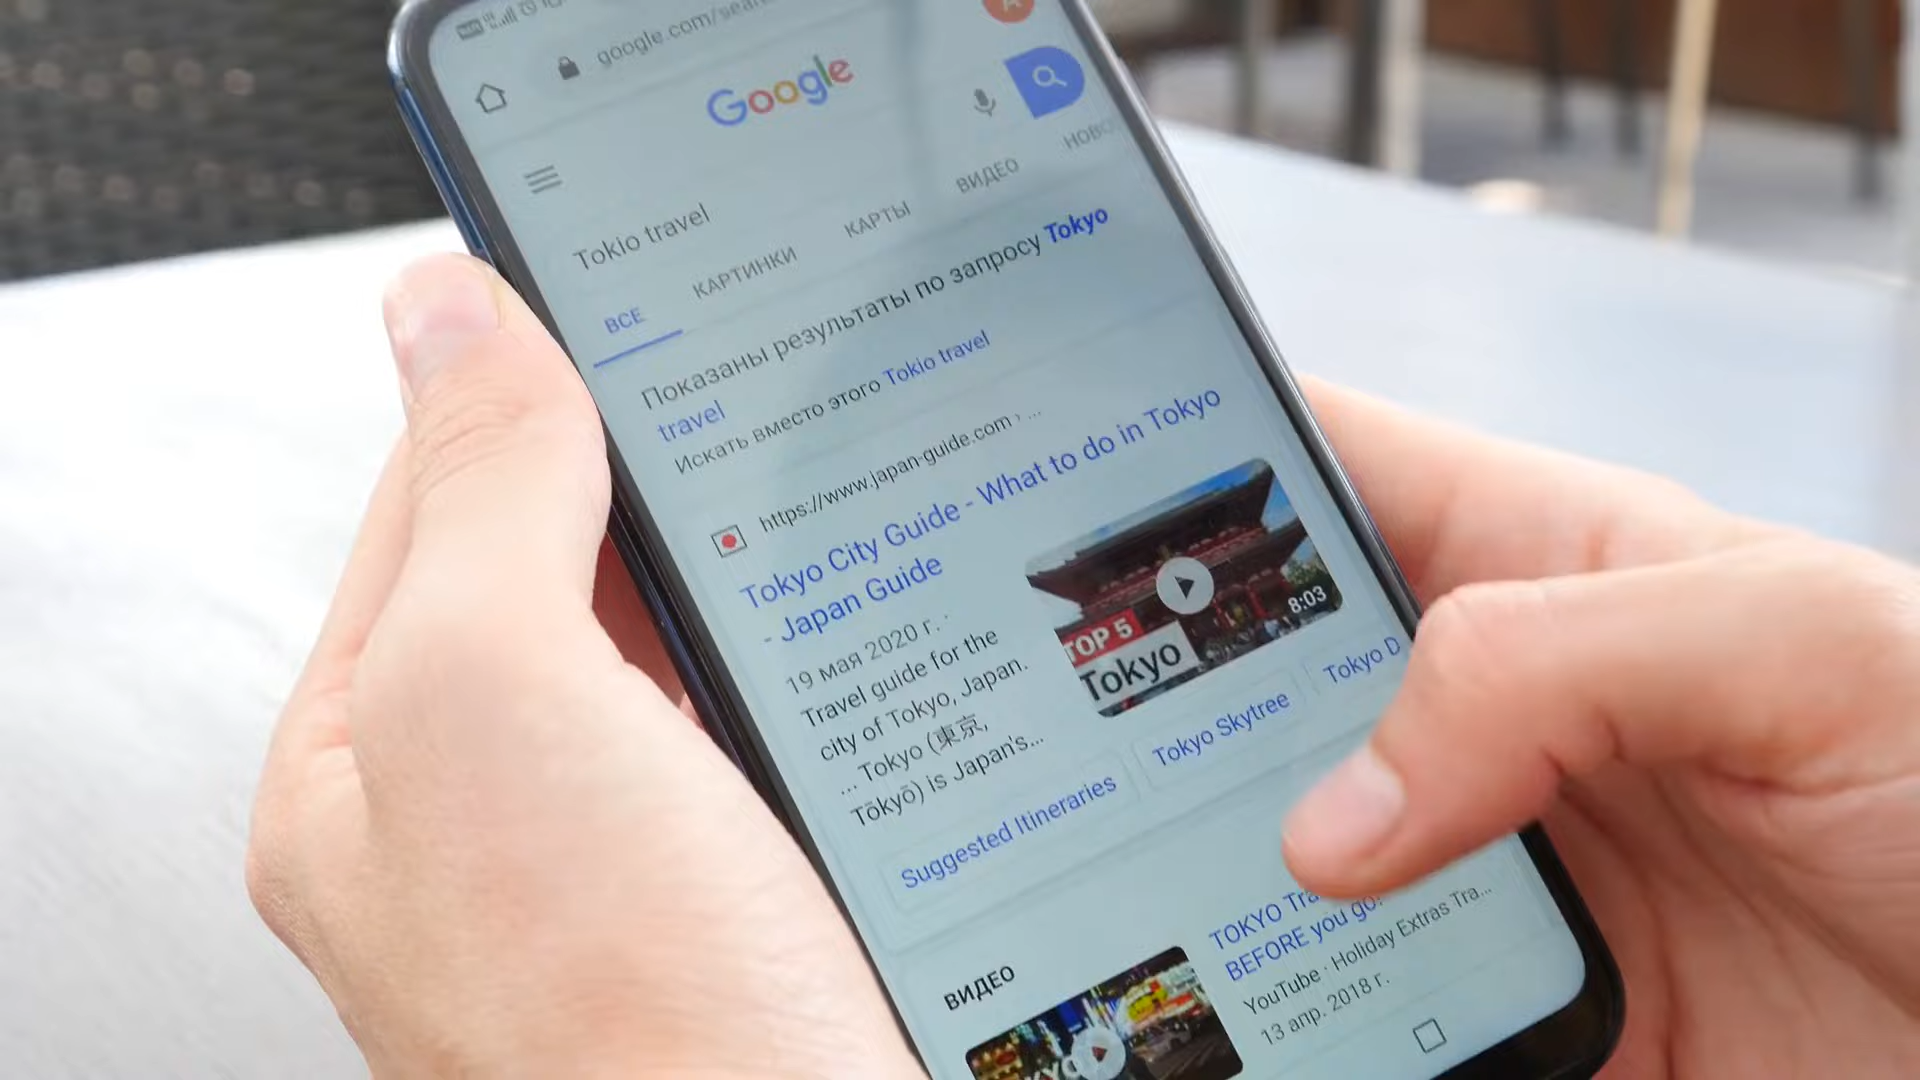 google.com/sear
A
Google
Tokio travel
ВСЕ КАРТИНКИ КАРТЫ ВИДЕО НОВО
Показаны результаты по запросу Tokyo
travel
Искать вместо этого Tokio travel
https://www.japan-guide.com › ...
Tokyo City Guide - What to do in Tokyo
- Japan Guide
19 мая 2020 г. ·
Travel guide for the
city of Tokyo, Japan.
... Tokyo (東京,
Tōkyō) is Japan's...
TOP 5
Tokyo
8:03
Suggested Itineraries
Tokyo Skytree
Tokyo D
ВИДЕО
TOKYO Tra
BEFORE you go!
YouTube · Holiday Extras Tra...
13 апр. 2018 г.